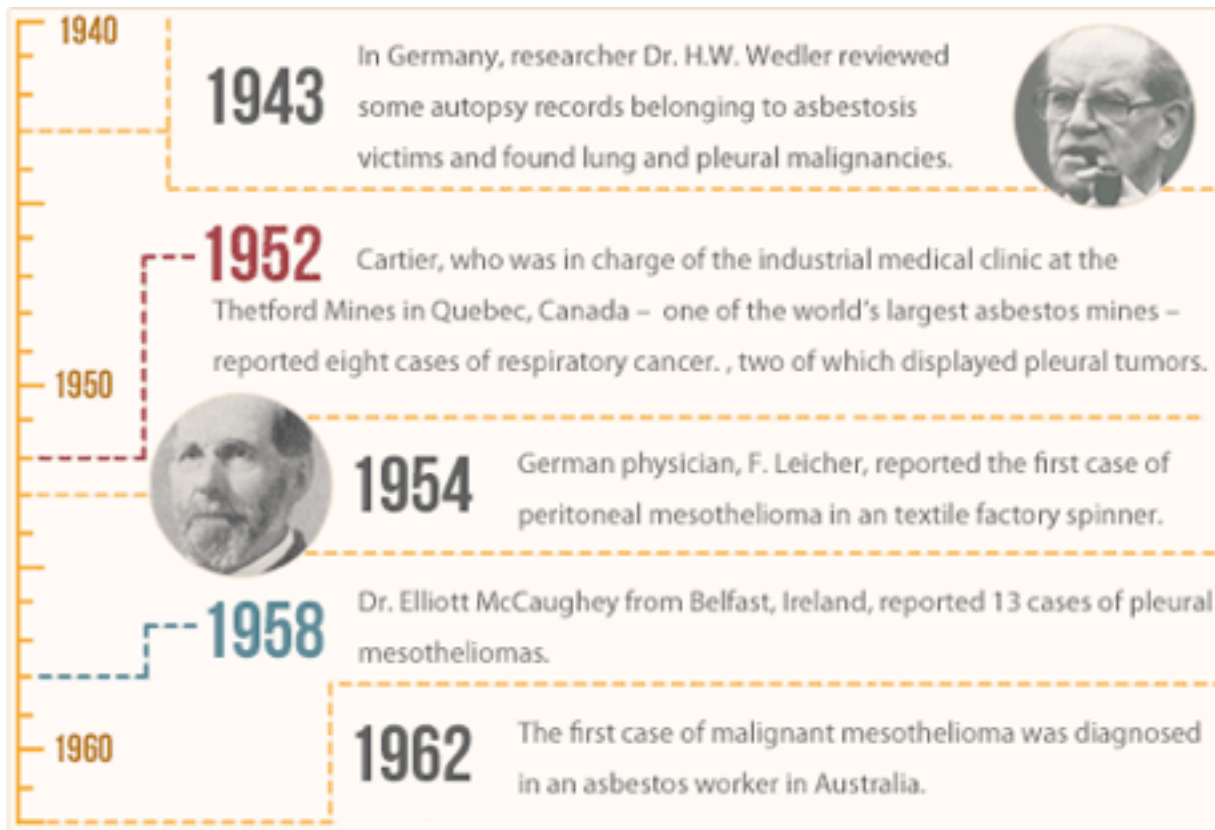 1940
1943
In Germany, researcher Dr. H.W. Wedler reviewed
some autopsy records belonging to asbestosis
victims and found lung and pleural malignancies.
1952
Cartier, who was in charge of the industrial medical clinic at the
Thetford Mines in Quebec, Canada – one of the world's largest asbestos mines –
reported eight cases of respiratory cancer. , two of which displayed pleural tumors.
1950
1954
German physician, F. Leicher, reported the first case of
peritoneal mesothelioma in an textile factory spinner.
1958
Dr. Elliott McCaughey from Belfast, Ireland, reported 13 cases of pleural
mesotheliomas.
1960
1962
The first case of malignant mesothelioma was diagnosed
in an asbestos worker in Australia.